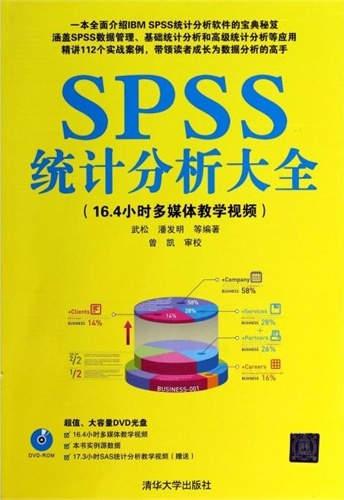 一本全面介绍IBM SPSS统计分析软件的宝典秘笈
涵盖SPSS数据管理、基础统计分析和高级统计分析等应用
精讲112个实战案例，带领读者成长为数据分析的高手
SPSS
统计分析大全
（16.4小时多媒体教学视频）
武松 潘发明 等编著
曾凯 审校
+Company
BUSINESS 58%
+Clients
BUSINESS 14%
58%
28%
14%
+Services
BUSINESS 28%
+Partners
BUSINESS 26%
+Careers
BUSINESS 16%
2/2
1/2
BUSINESS-001
超值、大容量DVD光盘
16.4小时多媒体教学视频
本书实例源数据
17.3小时SAS统计分析教学视频（赠送）
DVD-ROM
清华大学出版社